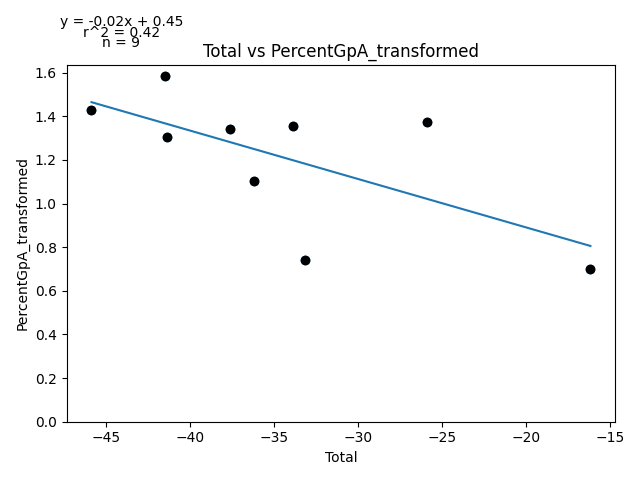 y = -0.02x + 0.45
r^2 = 0.42
n = 9
Total vs PercentGpA_transformed
PercentGpA_transformed
1.6
1.4
1.2
1.0
0.8
0.6
0.4
0.2
0.0
−45 −40 −35 −30 −25 −20 −15
Total